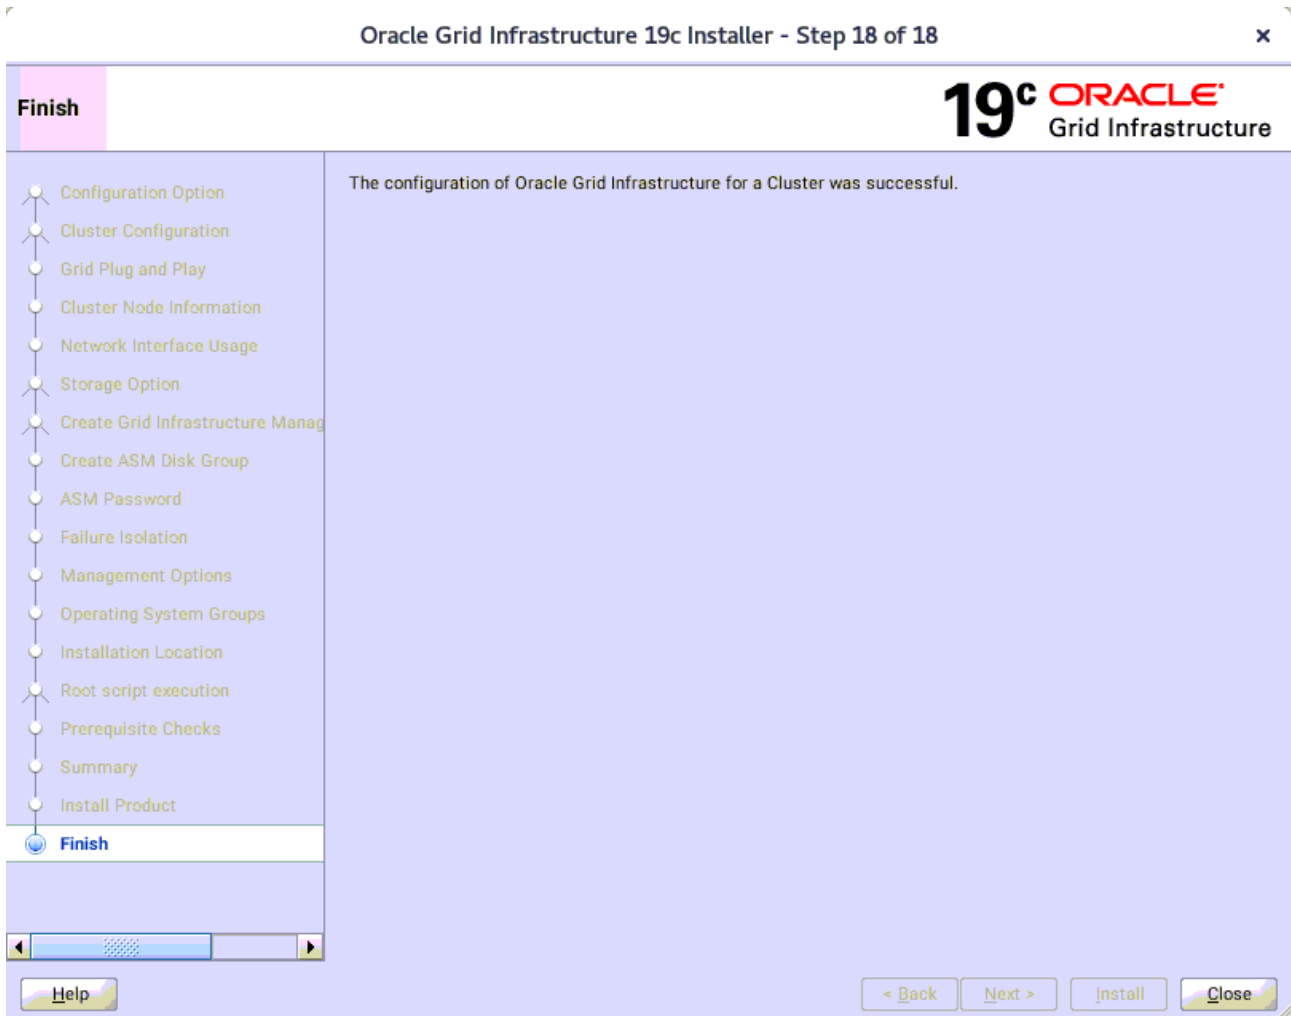 Oracle Grid Infrastructure 19c Installer - Step 18 of 18
Finish
19c ORACLE
Grid Infrastructure
Configuration Option
Cluster Configuration
Grid Plug and Play
Cluster Node Information
Network Interface Usage
Storage Option
Create Grid Infrastructure Manag
Create ASM Disk Group
ASM Password
Failure Isolation
Management Options
Operating System Groups
Installation Location
Root script execution
Prerequisite Checks
Summary
Install Product
Finish
The configuration of Oracle Grid Infrastructure for a Cluster was successful.
Help
< Back
Next >
Install
Close